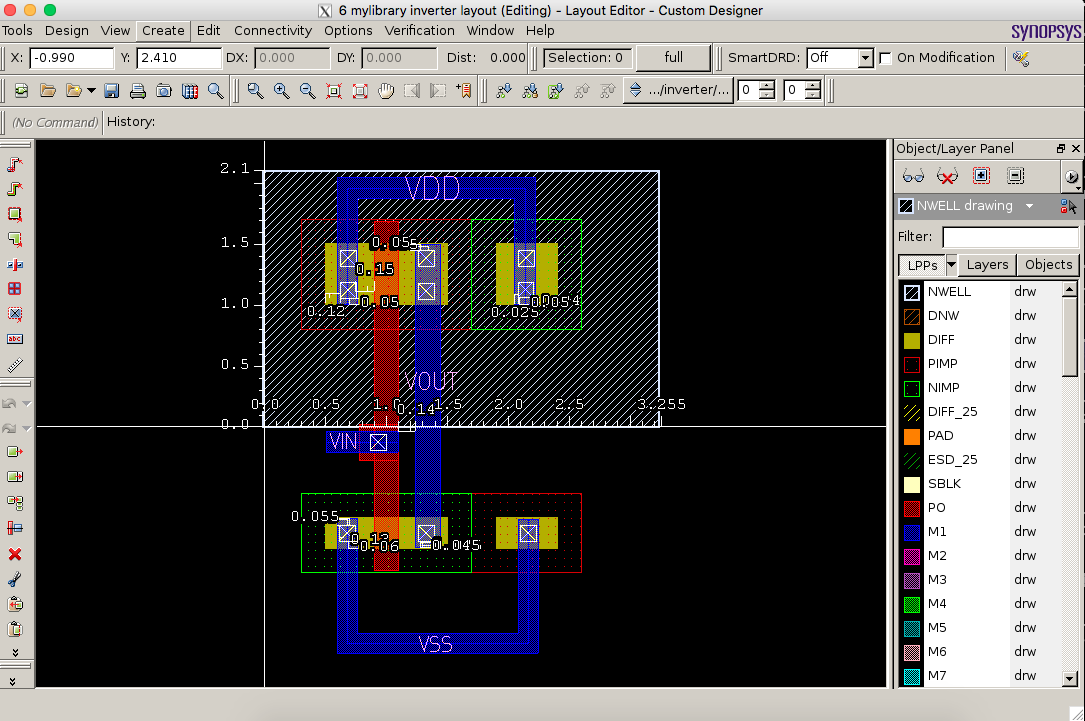 6 mylibrary inverter layout (Editing) - Layout Editor - Custom Designer
Tools Design View Create Edit Connectivity Options Verification Window Help
SYNOPSYS
X: -0.990 Y: 2.410 DX: 0.000 DY: 0.000 Dist: 0.000 Selection: 0 full SmartDRD: Off On Modification
.../inverter/... 0 0
(No Command) History:
Object/Layer Panel
NWELL drawing
Filter:
LPPs Layers Objects
NWELL drw
DNW drw
DIFF drw
PIMP drw
NIMP drw
DIFF_25 drw
PAD drw
ESD_25 drw
SBLK drw
PO drw
M1 drw
M2 drw
M3 drw
M4 drw
M5 drw
M6 drw
M7 drw
abc
2.1
VDD
1.5
0.055
0.15
1.0
0.05
0.12
0.025
0.5
VOUT
0.0 0.5 1.0 1.5 2.0 2.5 3.255
0.14
0.0
VIN
0.055
0.06
0.045
VSS